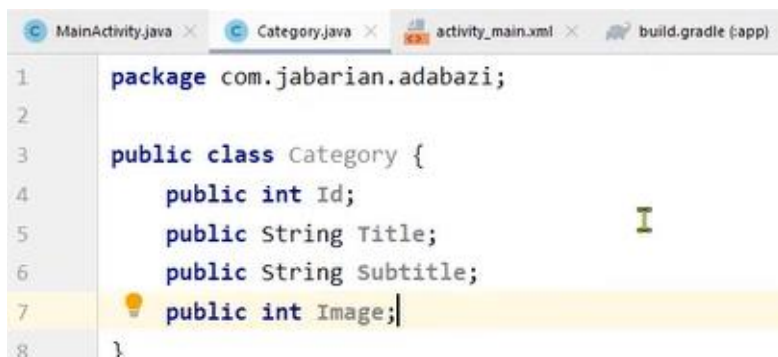 MainActivity.java Category.java activity_main.xml build.gradle (:app)
1 package com.jabarian.adabazi;
2
3 public class Category {
4 public int Id;
5 public String Title;
6 public String Subtitle;
7 public int Image;
8 }